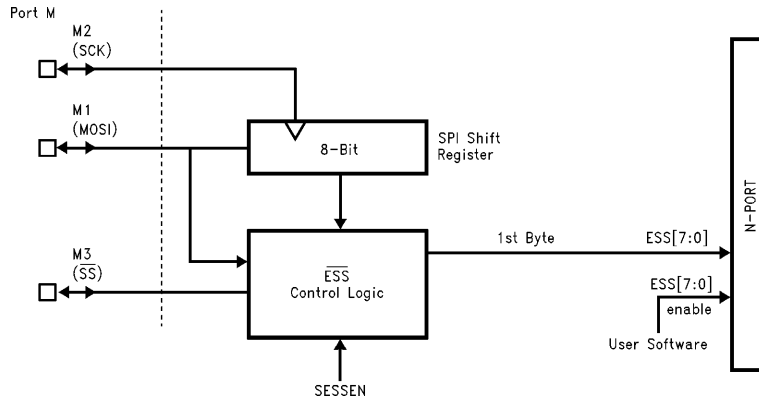 Port M
M2
(SCK)
M1
(MOSI)
8-Bit
SPI Shift
Register
M3
(SS)
ESS
Control Logic
1st Byte
ESS[7:0]
ESS[7:0]
enable
User Software
SESSEN
N-PORT